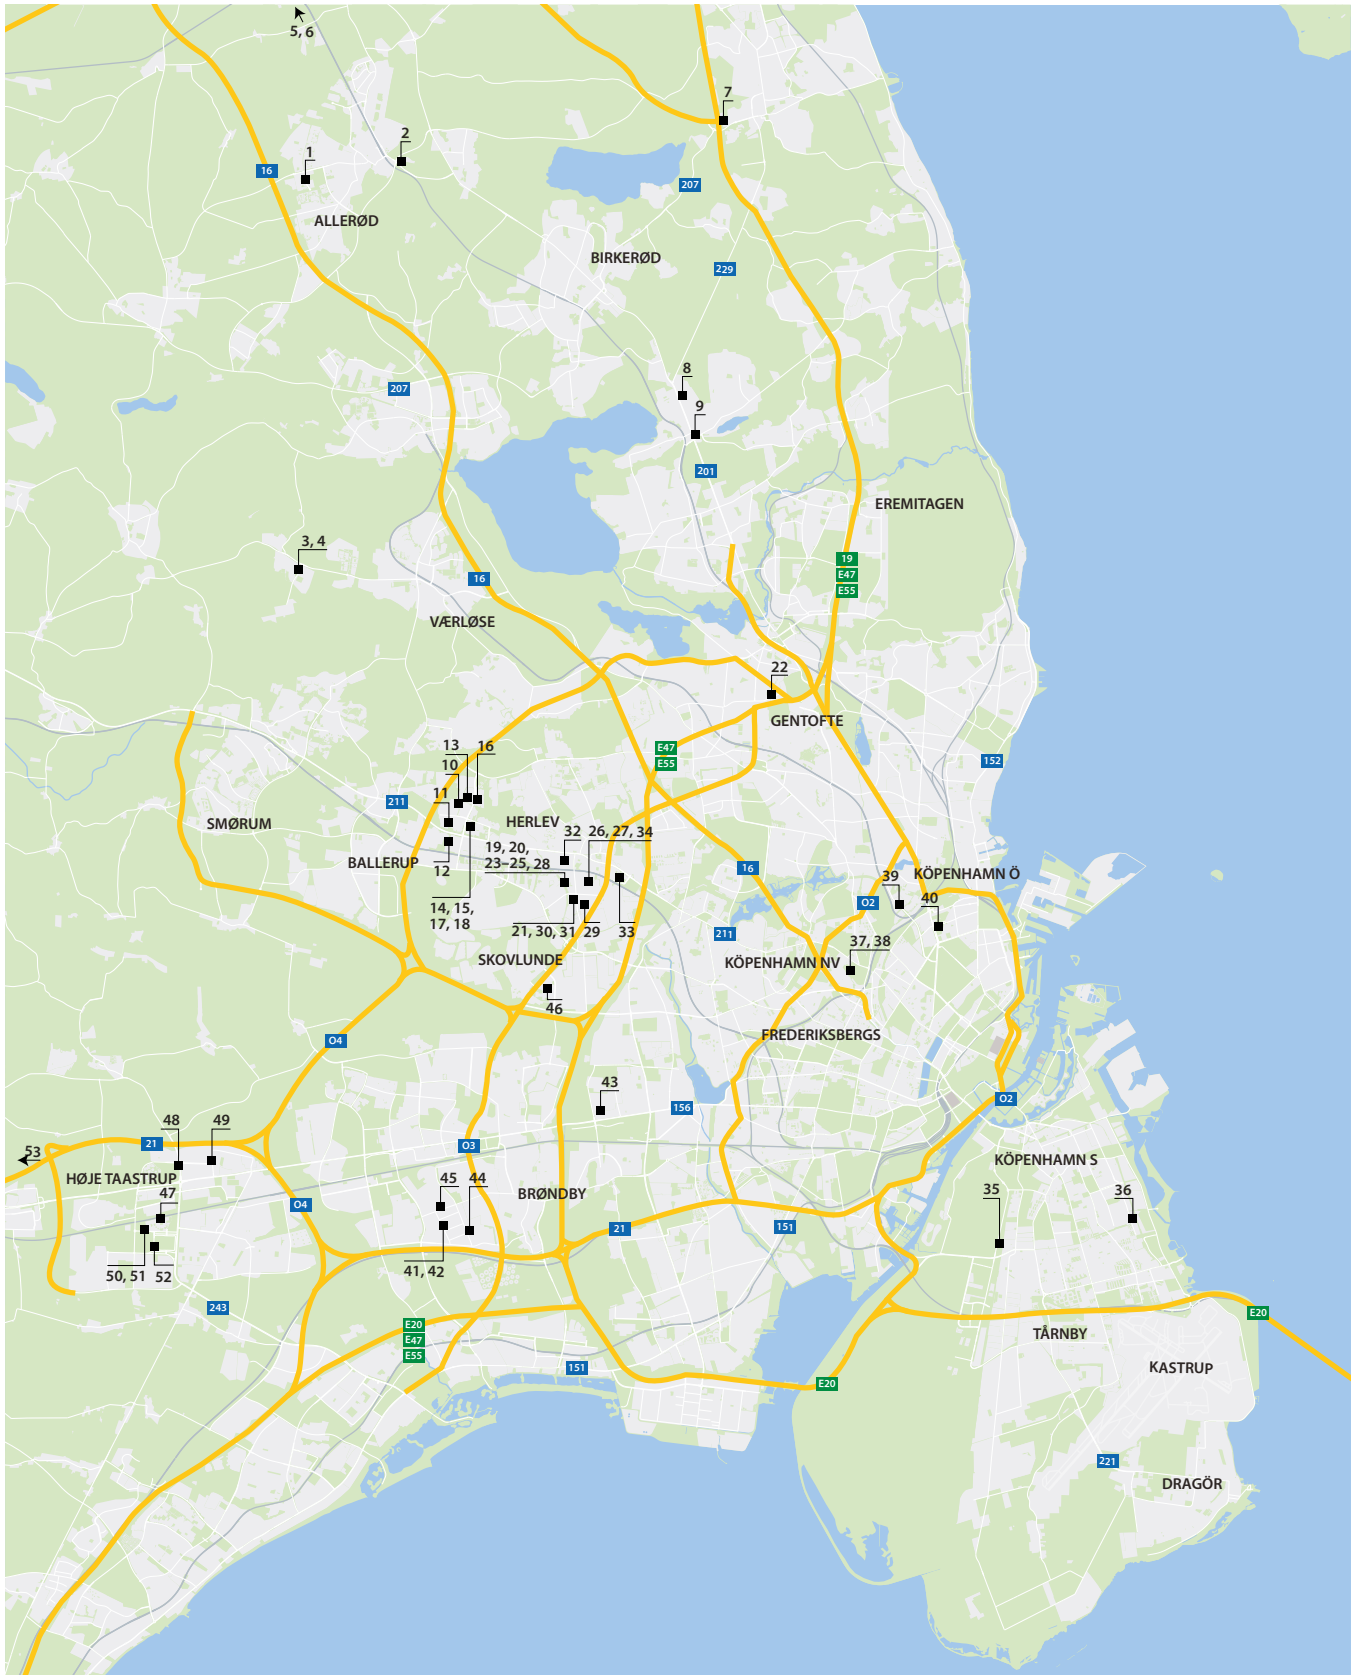 5, 6
7
2
1
16
207
ALLERØD
BIRKERØD
229
8
207
9
201
EREMITAGEN
3, 4
19
E47
E55
16
VÆRLØSE
22
GENTOFTE
13
16
E47
E55
152
10
11
211
HERLEV
SMØRUM
32
26, 27, 34
19, 20,
23–25, 28
BALLERUP
12
16
39
KÖPENHAMN Ö
O2
40
14, 15,
17, 18
21, 30, 31
29
33
211
37, 38
SKOVLUNDE
KÖPENHAMN NV
46
FREDERIKSBERGS
O4
43
156
O2
48
49
21
O3
53
KÖPENHAMN S
HØJE TAASTRUP
45
44
BRØNDBY
35
36
47
O4
21
151
50, 51
52
41, 42
243
E20
E47
E55
E20
TÅRNBY
151
KASTRUP
E20
221
DRAGÖR